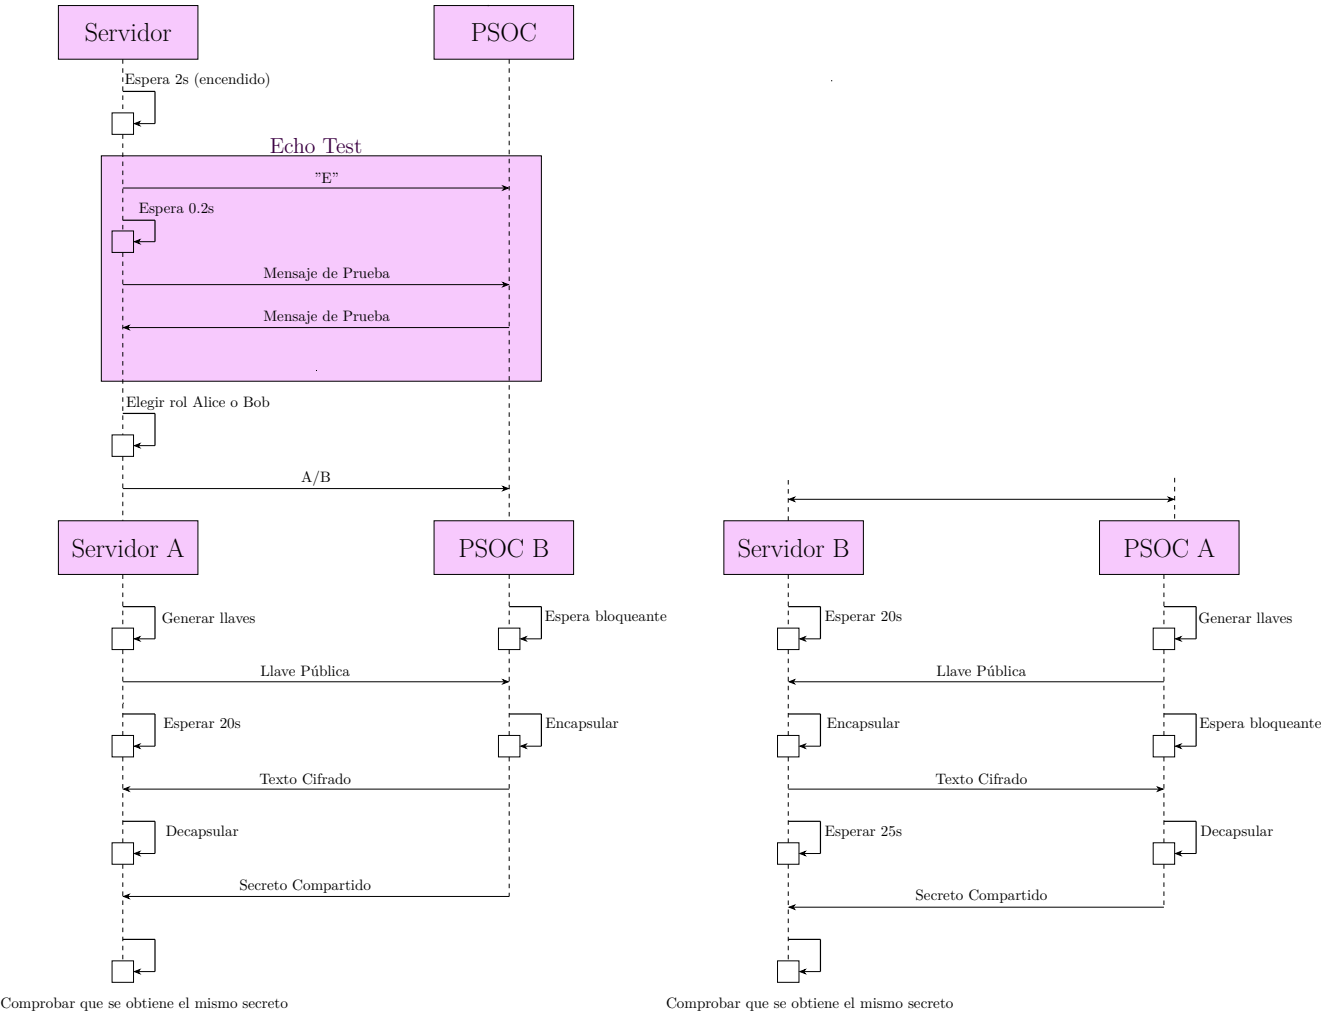 Servidor
PSOC
Espera 2s (encendido)
Echo Test
”E”
Espera 0.2s
Mensaje de Prueba
Mensaje de Prueba
Elegir rol Alice o Bob
A/B
Servidor A
PSOC B
Generar llaves
Espera bloqueante
Llave Pública
Esperar 20s
Encapsular
Texto Cifrado
Decapsular
Secreto Compartido
Comprobar que se obtiene el mismo secreto
Servidor B
PSOC A
Esperar 20s
Generar llaves
Llave Pública
Encapsular
Espera bloqueante
Texto Cifrado
Esperar 25s
Decapsular
Secreto Compartido
Comprobar que se obtiene el mismo secreto